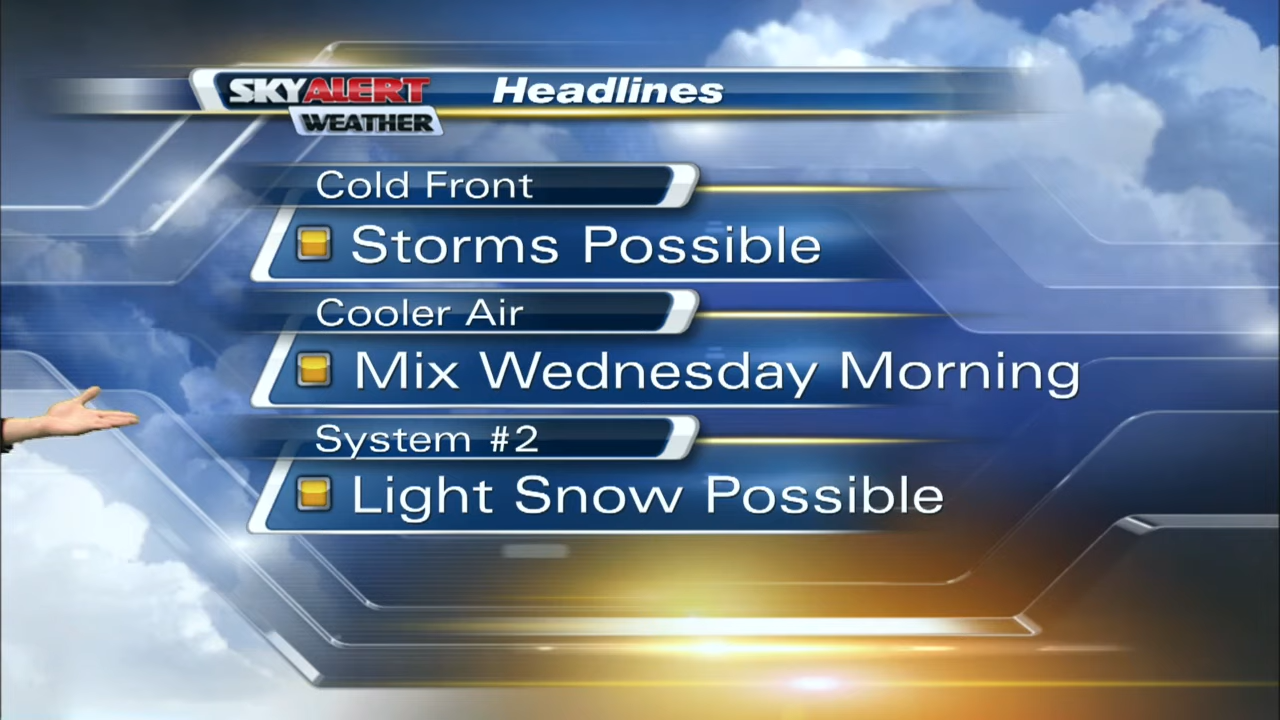 SKYALERT Headlines
WEATHER
Cold Front
Storms Possible
Cooler Air
Mix Wednesday Morning
System #2
Light Snow Possible